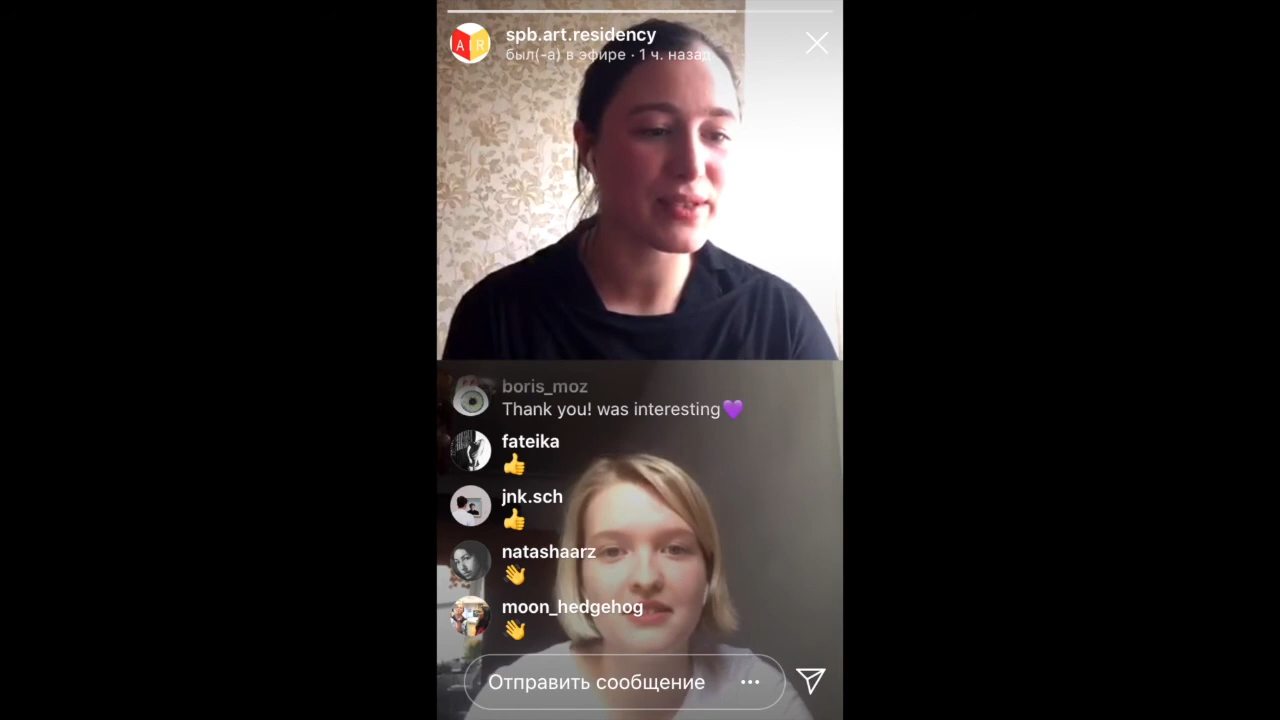 AIR
spb.art.residency
был(-а) в эфире · 1 ч. назад
boris_moz
Thank you! was interesting💜
fateika
👍
jnk.sch
👍
natashaarz
👋
moon_hedgehog
👋
Отправить сообщение